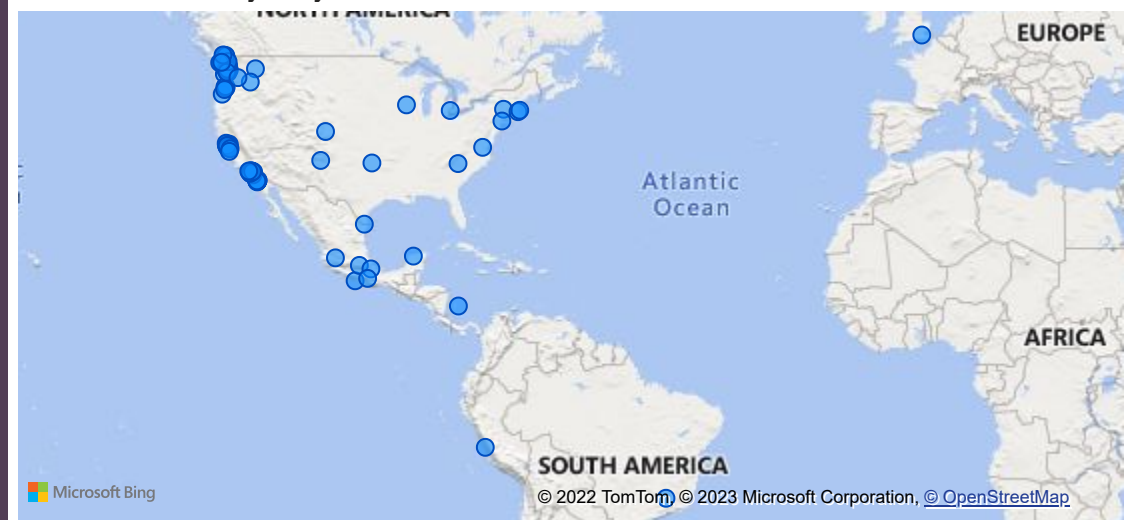 NORTH AMERICA
EUROPE
Atlantic
Ocean
AFRICA
SOUTH AMERICA
Microsoft Bing
© 2022 TomTom, © 2023 Microsoft Corporation, © OpenStreetMap